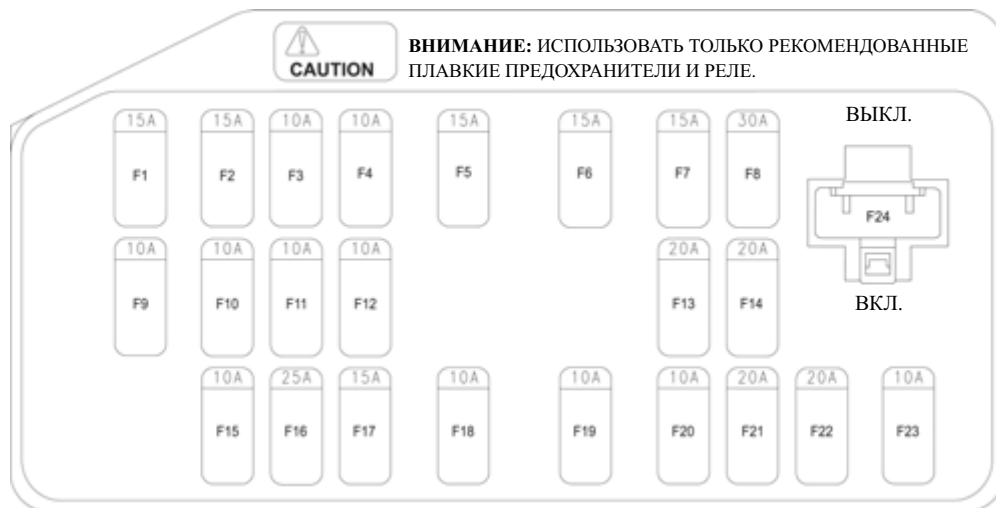 CAUTION
ВНИМАНИЕ: ИСПОЛЬЗОВАТЬ ТОЛЬКО РЕКОМЕНДОВАННЫЕ
ПЛАВКИЕ ПРЕДОХРАНИТЕЛИ И РЕЛЕ.
15A 15A 10A 10A 15A 15A 15A 30A ВЫКЛ.
F1 F2 F3 F4 F5 F6 F7 F8
F24
10A 10A 10A 10A 20A 20A
F9 F10 F11 F12 F13 F14 ВКЛ.
10A 25A 15A 10A 10A 10A 20A 20A 10A
F15 F16 F17 F18 F19 F20 F21 F22 F23